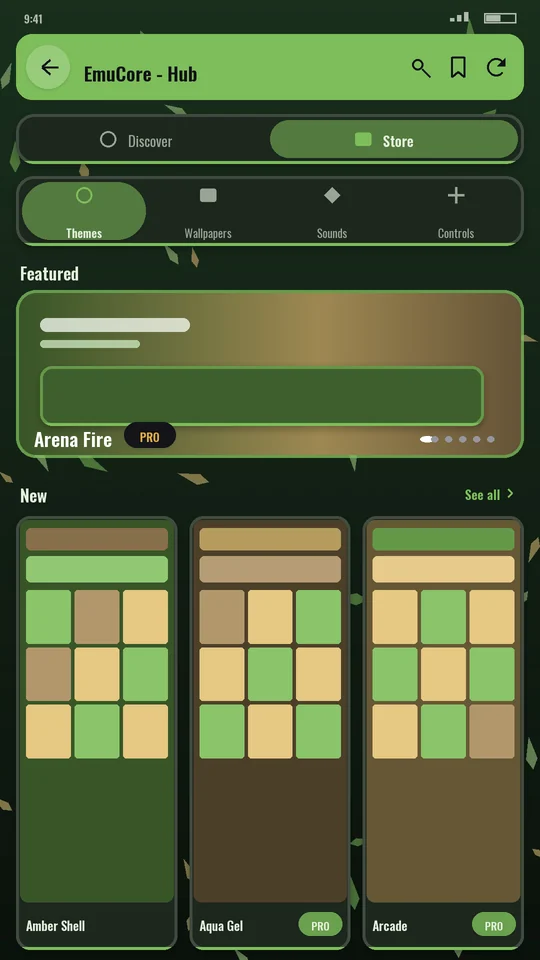 9:41
EmuCore - Hub
Discover
Store
Themes
Wallpapers
Sounds
Controls
Featured
Arena Fire
PRO
New
See all
Amber Shell
Aqua Gel
PRO
Arcade
PRO